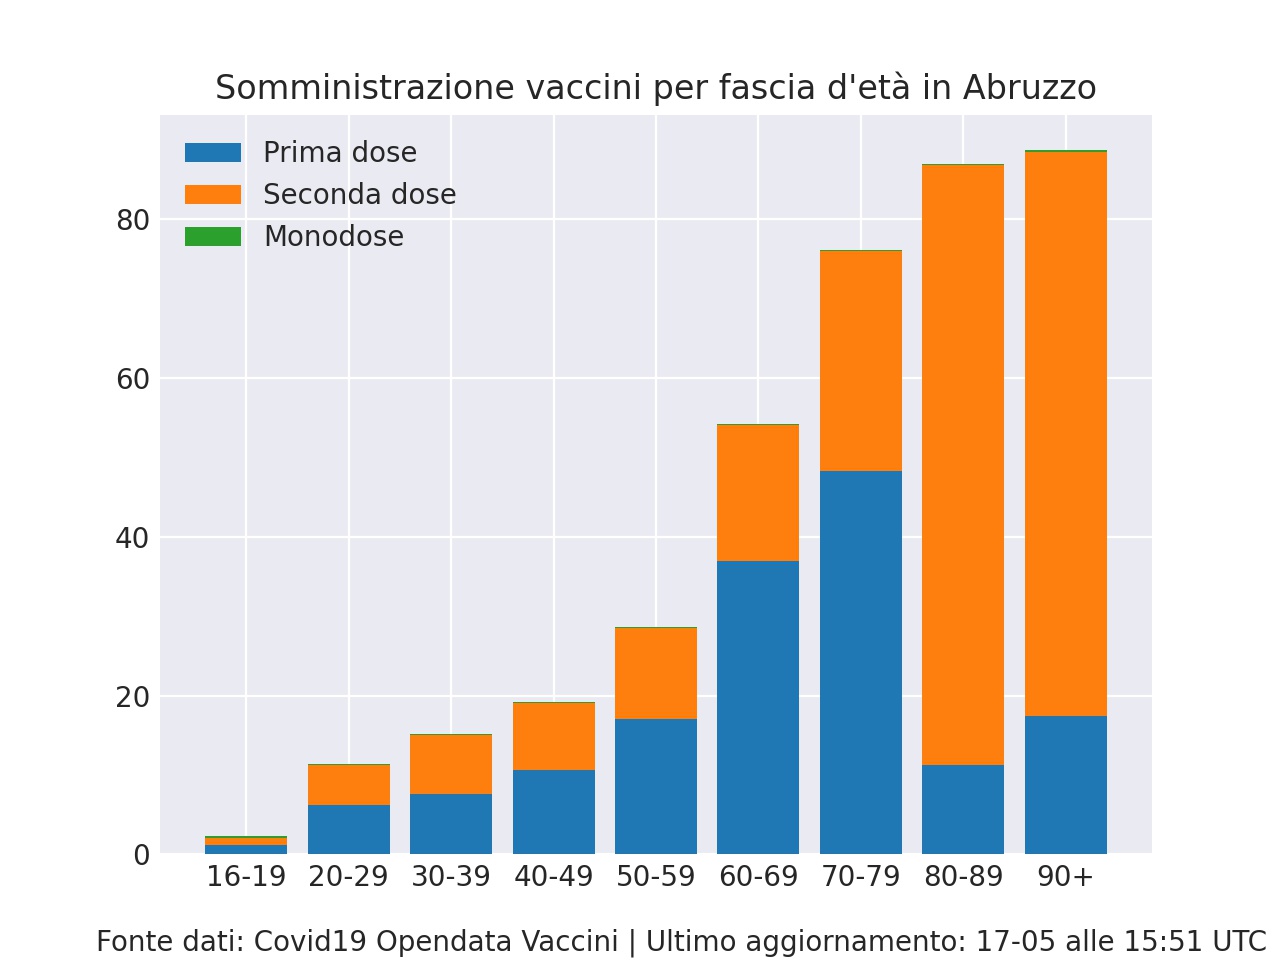 Somministrazione vaccini per fascia d'età in Abruzzo
Prima dose
Seconda dose
Monodose
80
60
40
20
0
16-19 20-29 30-39 40-49 50-59 60-69 70-79 80-89 90+
Fonte dati: Covid19 Opendata Vaccini | Ultimo aggiornamento: 17-05 alle 15:51 UTC